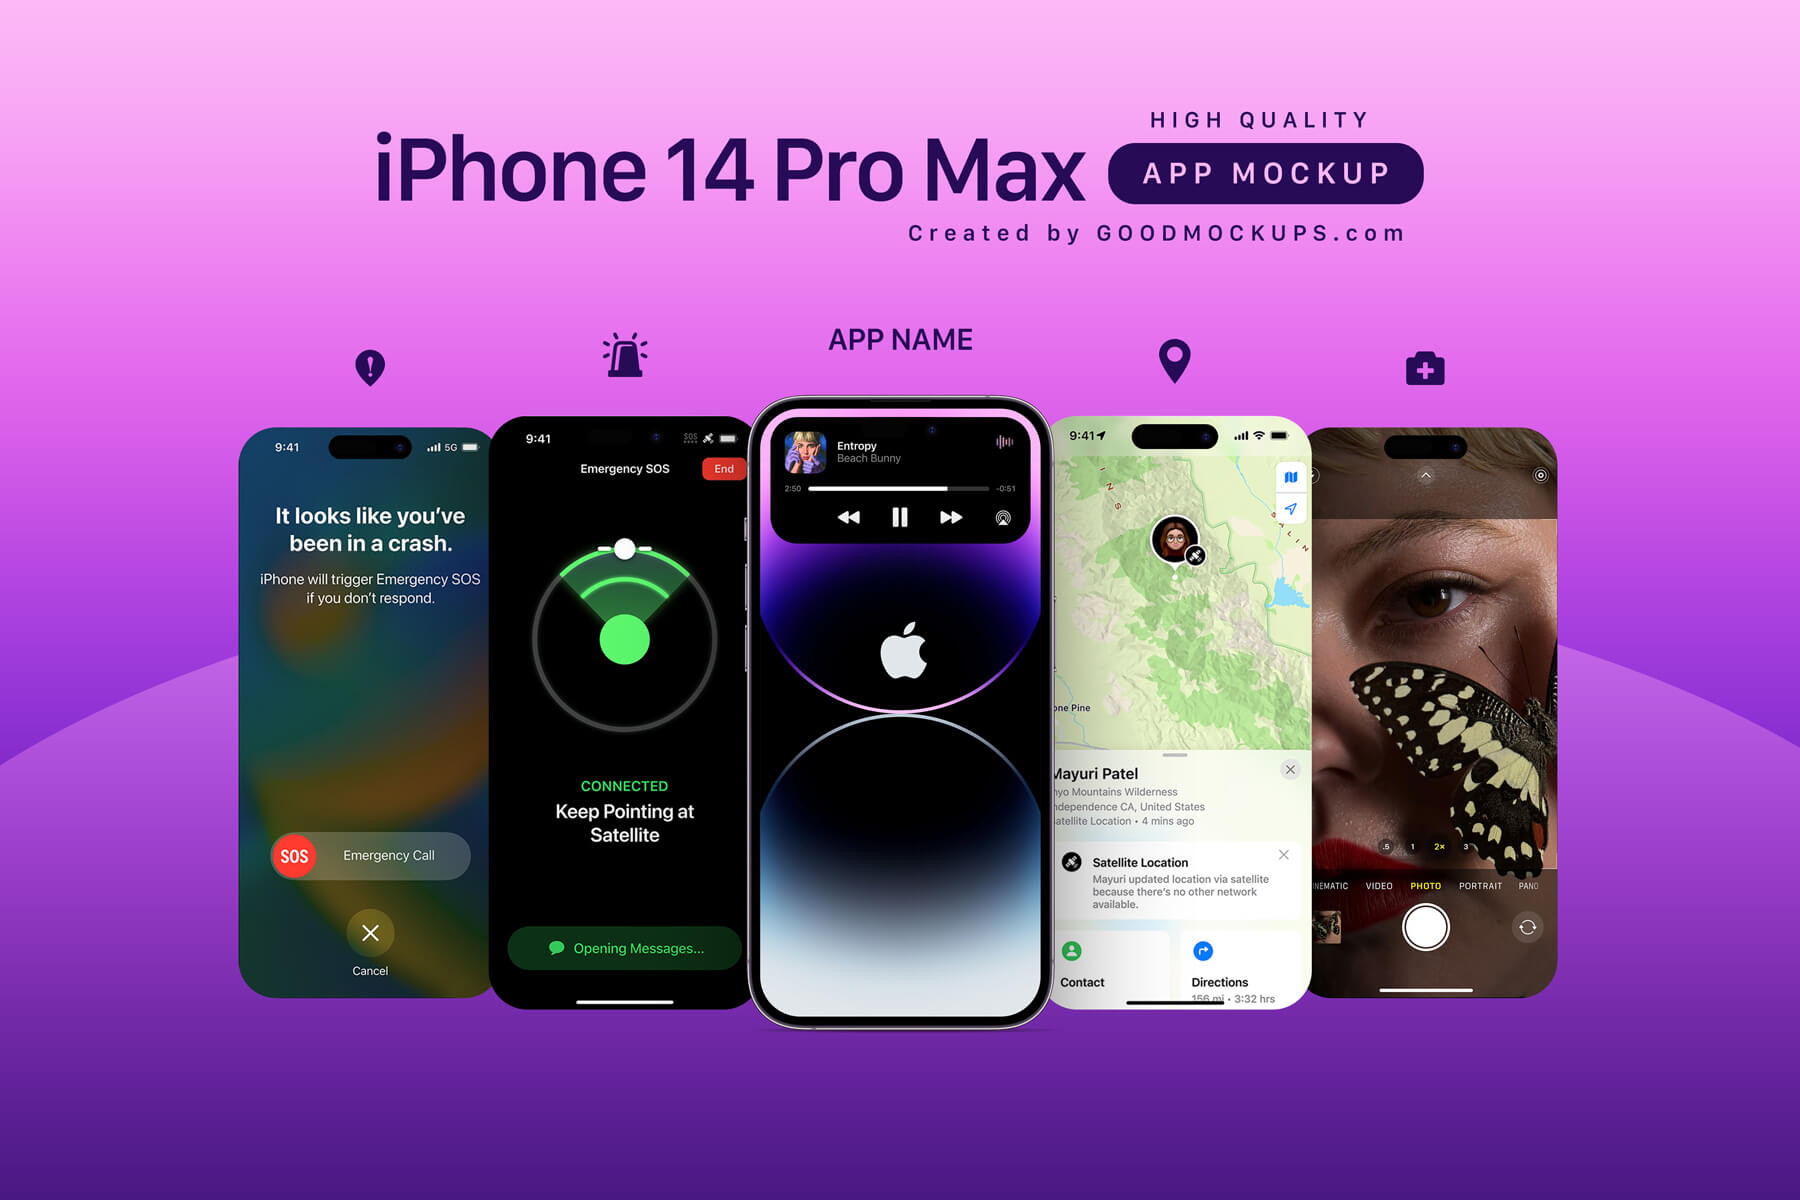 HIGH QUALITY
iPhone 14 Pro Max
APP MOCKUP
Created by GOODMOCKUPS.com
APP NAME
9:41
5G
It looks like you've
been in a crash.
iPhone will trigger Emergency SOS
if you don't respond.
SOS
Emergency Call
Cancel
9:41
SOS
Emergency SOS
End
CONNECTED
Keep Pointing at
Satellite
Opening Messages...
Entropy
Beach Bunny
2:50
-0:51
9:41
one Pine
Mayuri Patel
nyo Mountains Wilderness
ndependence CA, United States
atellite Location • 4 mins ago
Satellite Location
Mayuri updated location via satellite
because there's no other network
available.
Contact
Directions
156 mi • 3:32 hrs
.5 1 2× 3
NEMATIC VIDEO PHOTO PORTRAIT PANO